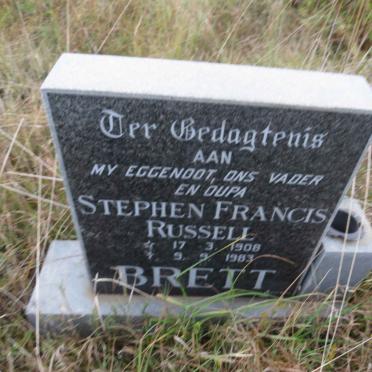 Ter Gedagtenis
AAN
MY EGGENOOT, ONS VADER
EN OUPA
STEPHEN FRANCIS
RUSSELL
☆ 17 . 3 . 1908
† 9 . 9 . 1983
BRETT